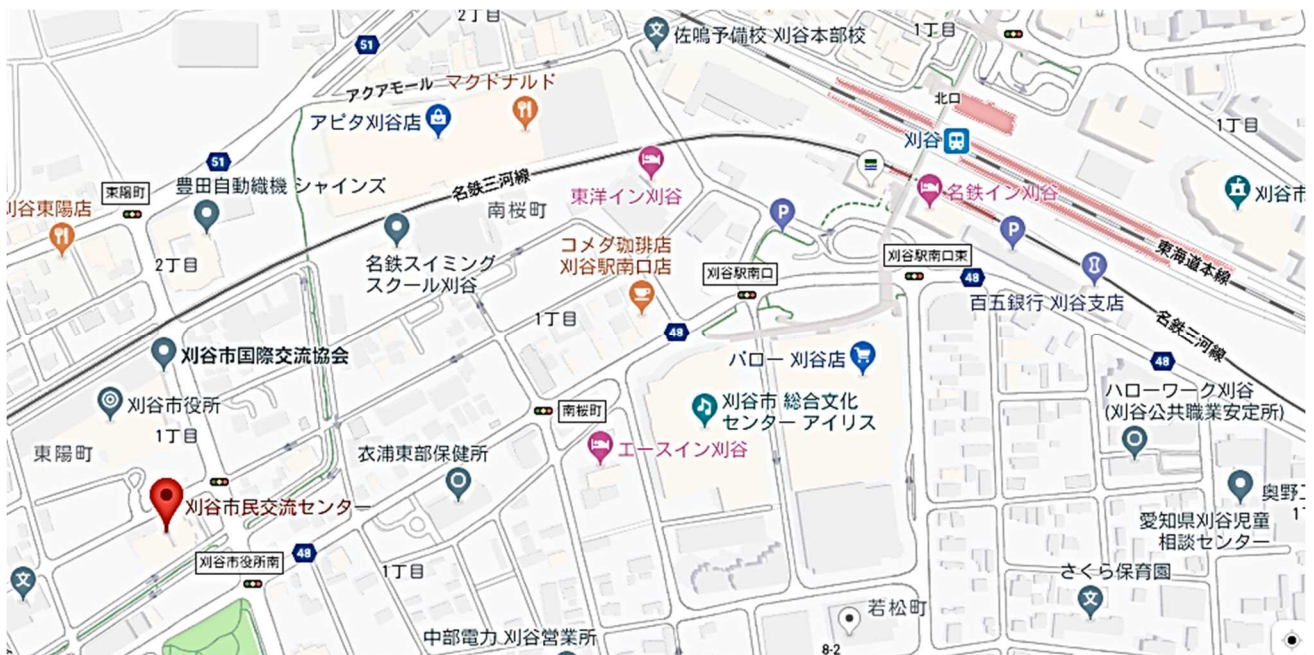 2丁目
佐鳴予備校 刈谷本部校
1丁目
51
アクアモール
マクドナルド
アピタ刈谷店
北口
刈谷
1丁目
51
豊田自動織機 シャインズ
名鉄三河線
東洋イン刈谷
名鉄イン刈谷
刈谷市
東陽町
刈谷東陽店
南桜町
P
P
2丁目
名鉄スイミング
スクール刈谷
コメダ珈琲店
刈谷駅南口店
刈谷駅南口
刈谷駅南口東
48
東海道本線
百五銀行 刈谷支店
1丁目
48
名鉄三河線
48
刈谷市国際交流協会
バロー 刈谷店
刈谷市役所
南桜町
刈谷市 総合文化
センター アイリス
ハローワーク刈谷
(刈谷公共職業安定所)
1丁目
東陽町
衣浦東部保健所
エースイン刈谷
刈谷市民交流センター
奥野
愛知県刈谷児童
相談センター
刈谷市役所南
48
1丁目
さくら保育園
若松町
中部電力 刈谷営業所
8-2
文
文
文